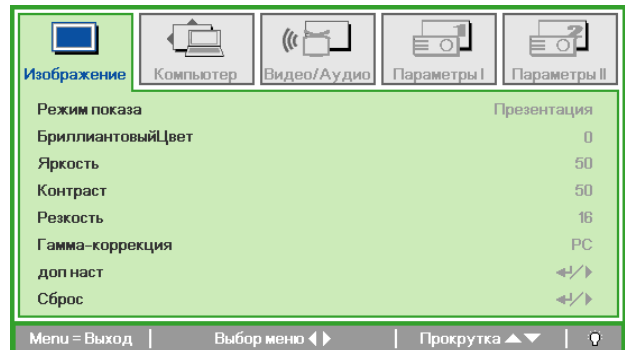 Изображение Компьютер Видео/Аудио Параметры I Параметры II
Режим показа Презентация
БриллиантовыйЦвет 0
Яркость 50
Контраст 50
Резкость 16
Гамма-коррекция PC
доп наст
Сброс
Menu = Выход Выбор меню Прокрутка